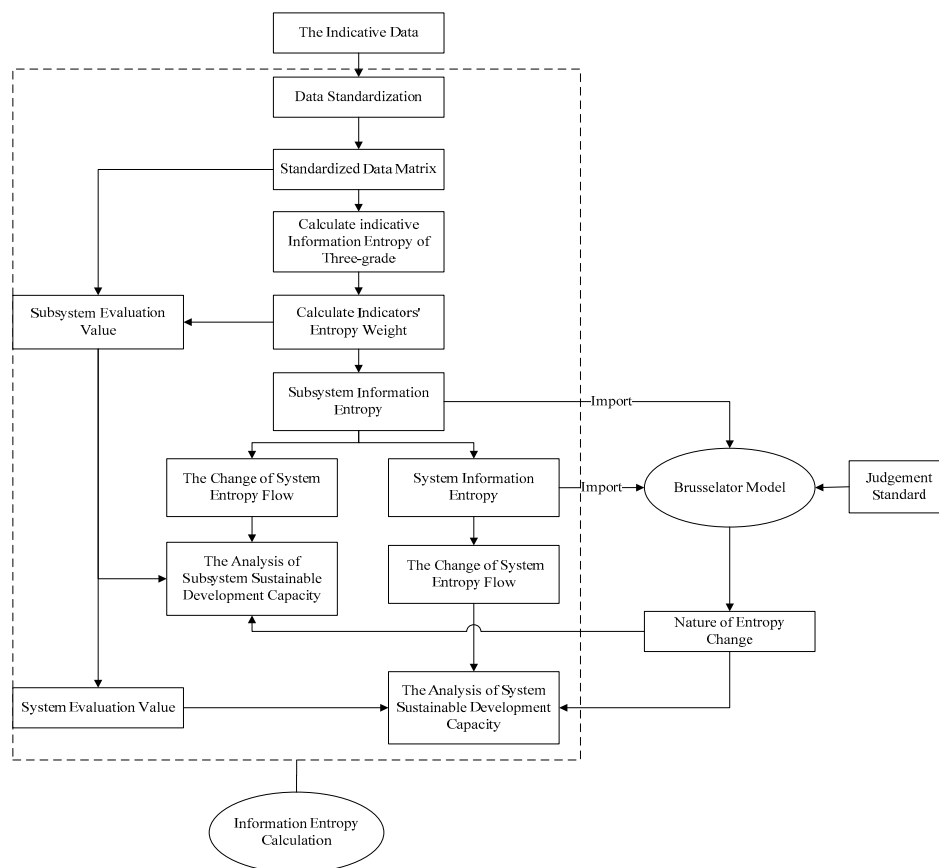 The Indicative Data
Data Standardization
Standardized Data Matrix
Calculate indicative
Information Entropy of
Three-grade
Subsystem Evaluation
Value
Calculate Indicators'
Entropy Weight
Subsystem Information
Entropy
Import
The Change of System
Entropy Flow
System Information
Entropy
Import
Brusselator Model
Judgement
Standard
The Analysis of
Subsystem Sustainable
Development Capacity
The Change of System
Entropy Flow
Nature of Entropy
Change
System Evaluation Value
The Analysis of System
Sustainable Development
Capacity
Information Entropy
Calculation